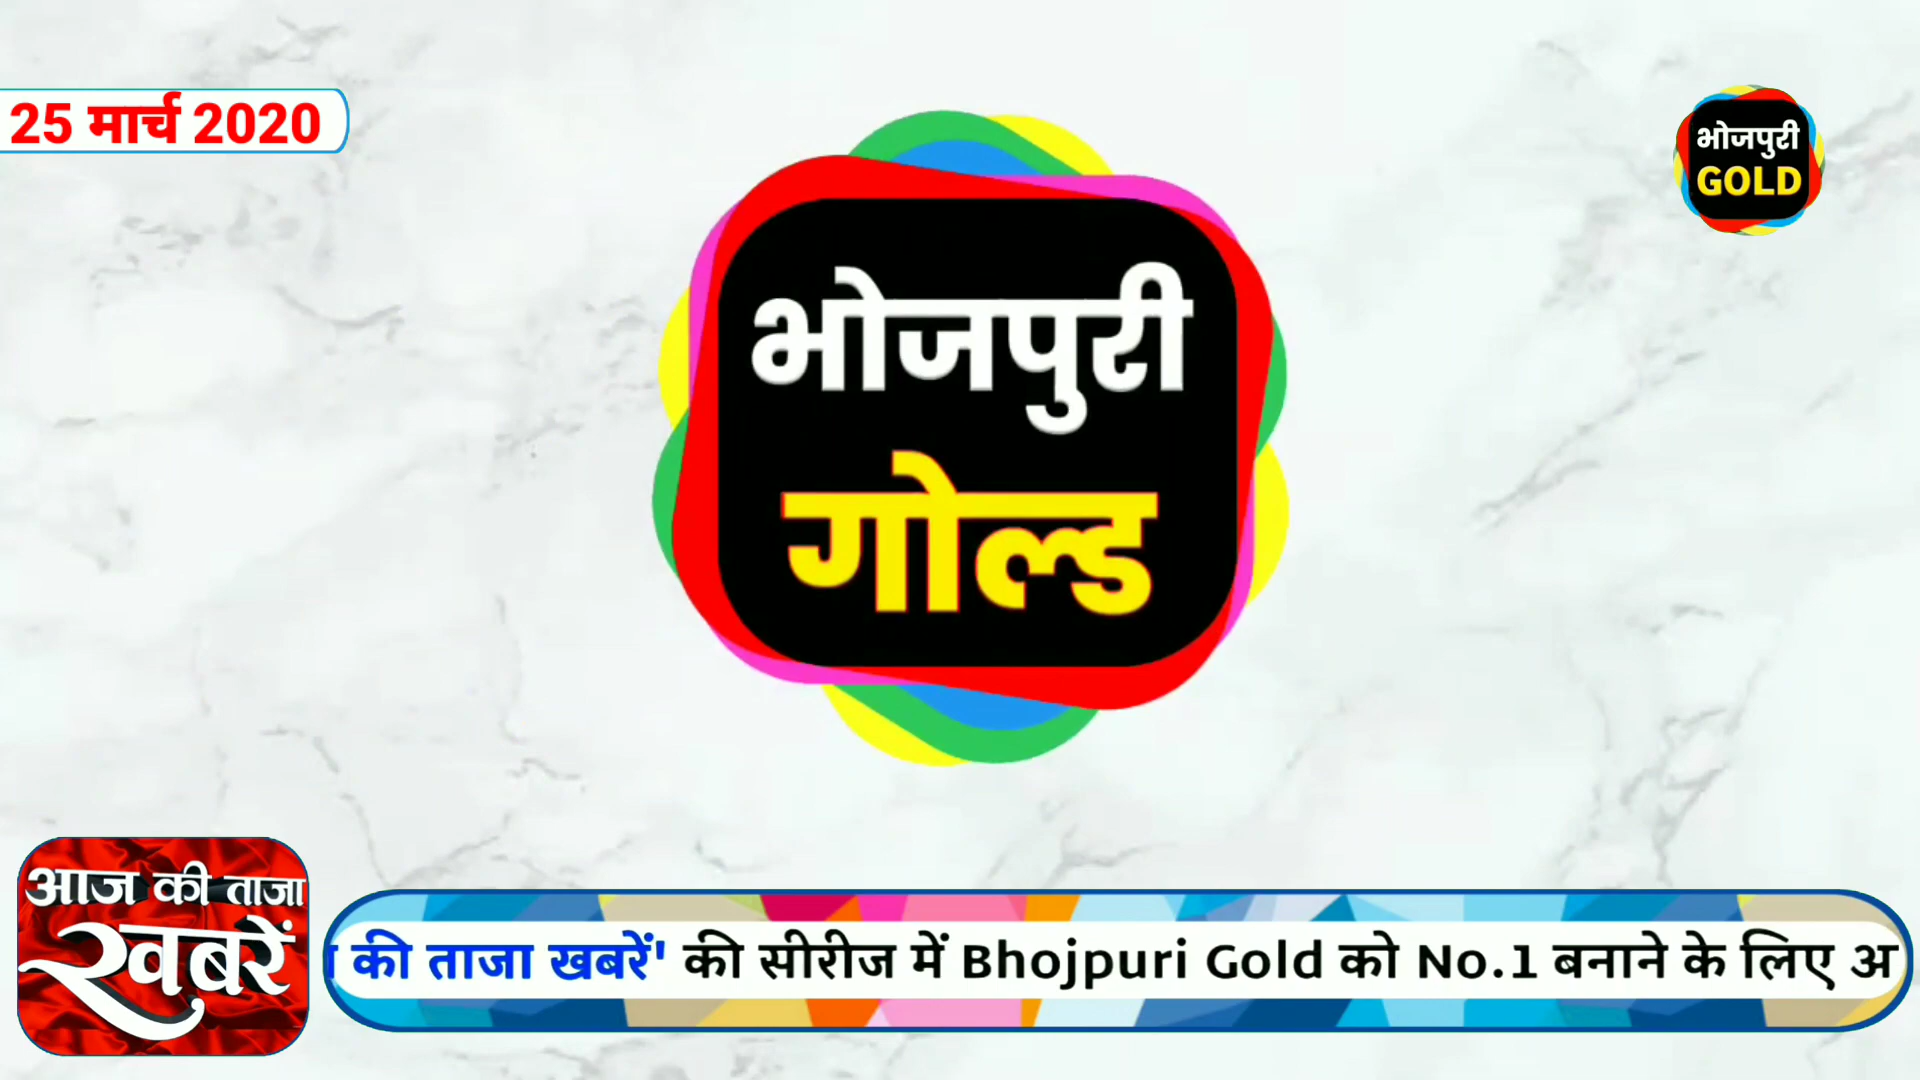 25 मार्च 2020
भोजपुरी
GOLD
भोजपुरी
गोल्ड
आज की ताजा
खबरें
की ताजा खबरें' की सीरीज में Bhojpuri Gold को No.1 बनाने के लिए अ